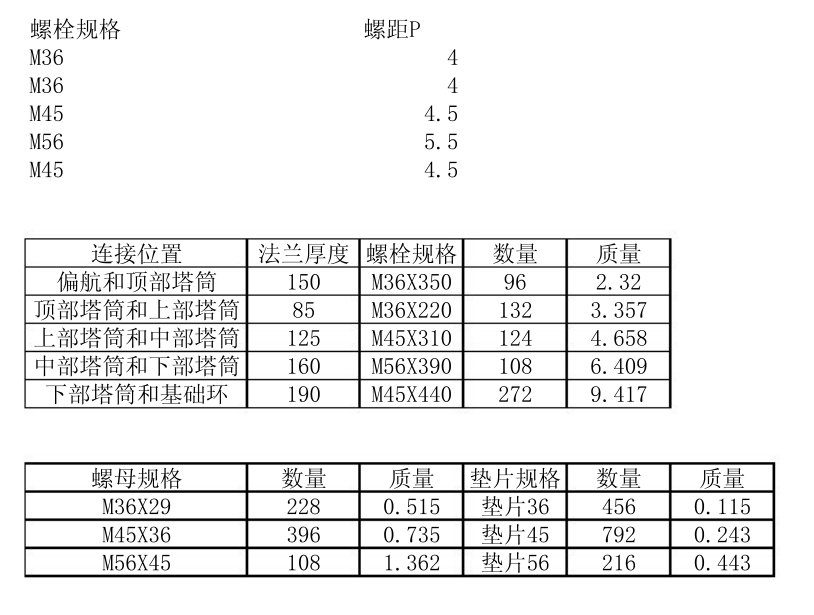 螺栓规格 螺距P
M36 4
M36 4
M45 4.5
M56 5.5
M45 4.5
连接位置 法兰厚度 螺栓规格 数量 质量
偏航和顶部塔筒 150 M36X350 96 2.32
顶部塔筒和上部塔筒 85 M36X220 132 3.357
上部塔筒和中部塔筒 125 M45X310 124 4.658
中部塔筒和下部塔筒 160 M56X390 108 6.409
下部塔筒和基础环 190 M45X440 272 9.417
螺母规格 数量 质量 垫片规格 数量 质量
M36X29 228 0.515 垫片36 456 0.115
M45X36 396 0.735 垫片45 792 0.243
M56X45 108 1.362 垫片56 216 0.443